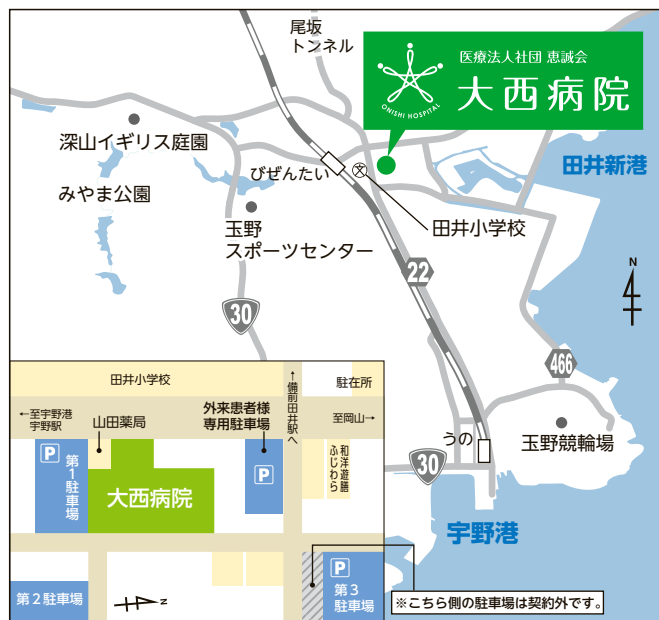 尾坂
トンネル
医療法人社団 恵誠会
大西病院
ONISHI HOSPITAL
深山イギリス庭園
びぜんたい
文
田井新港
みやま公園
玉野
スポーツセンター
田井小学校
22
N
30
466
うの
玉野競輪場
30
宇野港
田井小学校
↑備前田井駅へ
駐在所
←至宇野港
宇野駅
山田薬局
外来患者様
専用駐車場
至岡山→
P
第1駐車場
大西病院
P
和洋遊膳
ふじわら
P
第2駐車場
N
第3
駐車場
※こちら側の駐車場は契約外です。